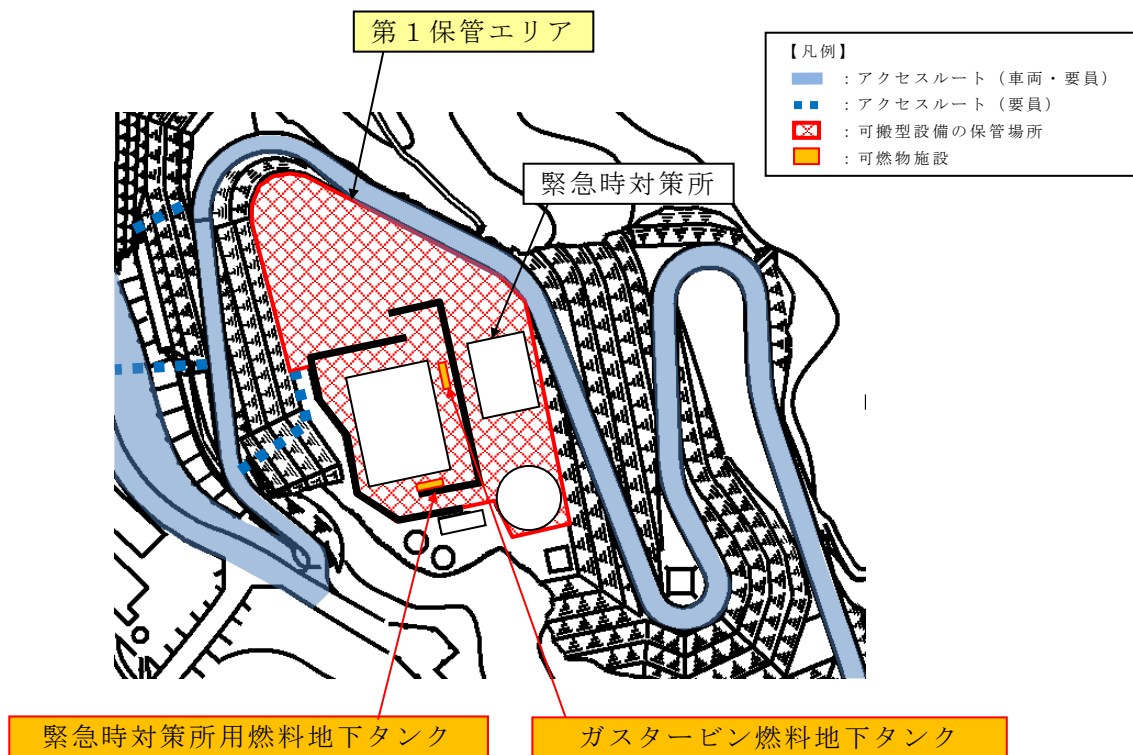 第１保管エリア
【凡例】
：アクセスルート（車両・要員）
：アクセスルート（要員）
：可搬型設備の保管場所
：可燃物施設
緊急時対策所
緊急時対策所用燃料地下タンク
ガスタービン燃料地下タンク